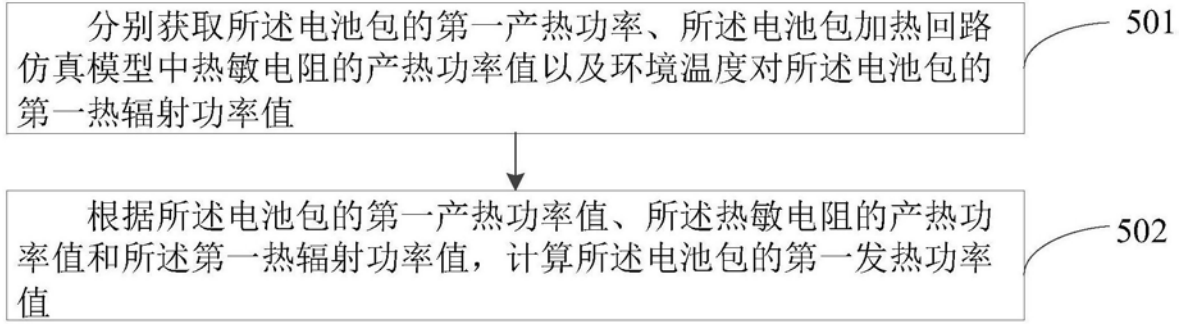 分别获取所述电池包的第一产热功率、所述电池包加热回路
仿真模型中热敏电阻的产热功率值以及环境温度对所述电池包的
第一热辐射功率值
501
根据所述电池包的第一产热功率值、所述热敏电阻的产热功
率值和所述第一热辐射功率值，计算所述电池包的第一发热功率
值
502